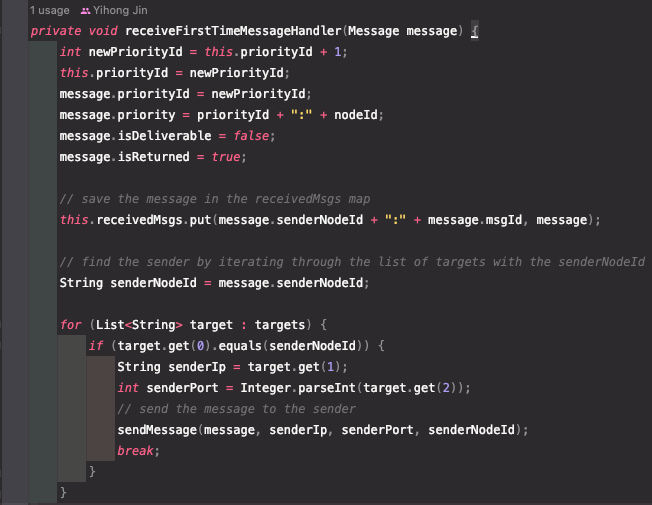 1 usage Yihong Jin
private void receiveFirstTimeMessageHandler(Message message) {
int newPriorityId = this.priorityId + 1;
this.priorityId = newPriorityId;
message.priorityId = newPriorityId;
message.priority = priorityId + ":" + nodeId;
message.isDeliverable = false;
message.isReturned = true;
// save the message in the receivedMsgs map
this.receivedMsgs.put(message.senderNodeId + ":" + message.msgId, message);
// find the sender by iterating through the list of targets with the senderNodeId
String senderNodeId = message.senderNodeId;
for (List<String> target : targets) {
if (target.get(0).equals(senderNodeId)) {
String senderIp = target.get(1);
int senderPort = Integer.parseInt(target.get(2));
// send the message to the sender
sendMessage(message, senderIp, senderPort, senderNodeId);
break;
}
}